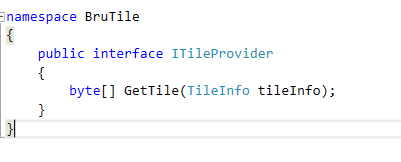 namespace BruTile
{
    public interface ITileProvider
    {
        byte[] GetTile(TileInfo tileInfo);
    }
}